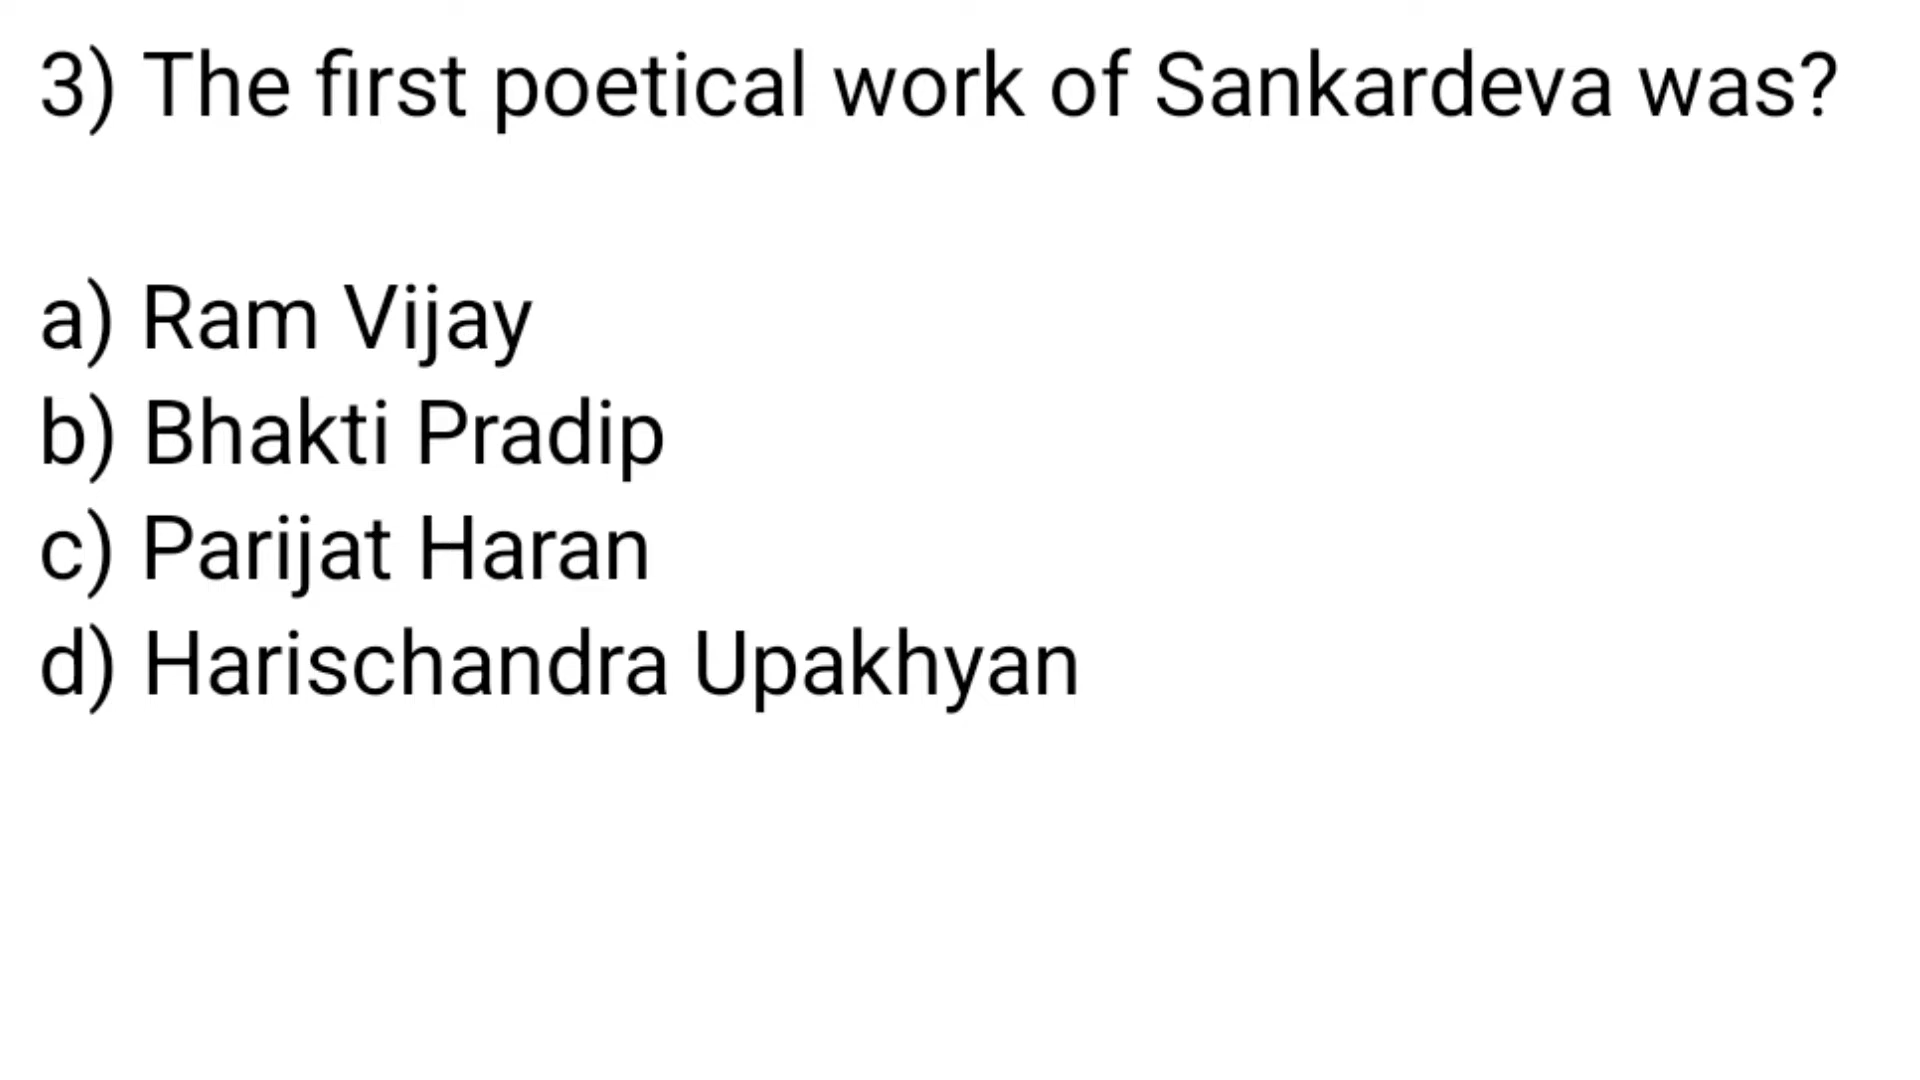 3) The first poetical work of Sankardeva was?
a) Ram Vijay
b) Bhakti Pradip
c) Parijat Haran
d) Harischandra Upakhyan